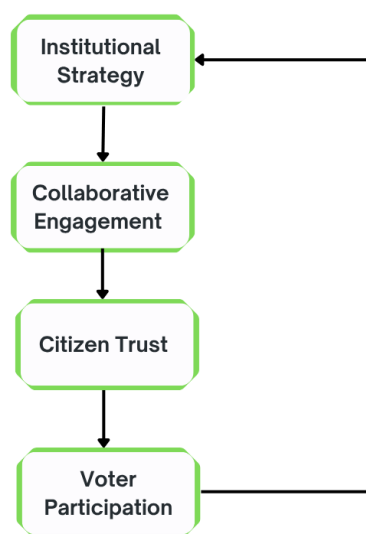 Institutional
Strategy
Collaborative
Engagement
Citizen Trust
Voter
Participation